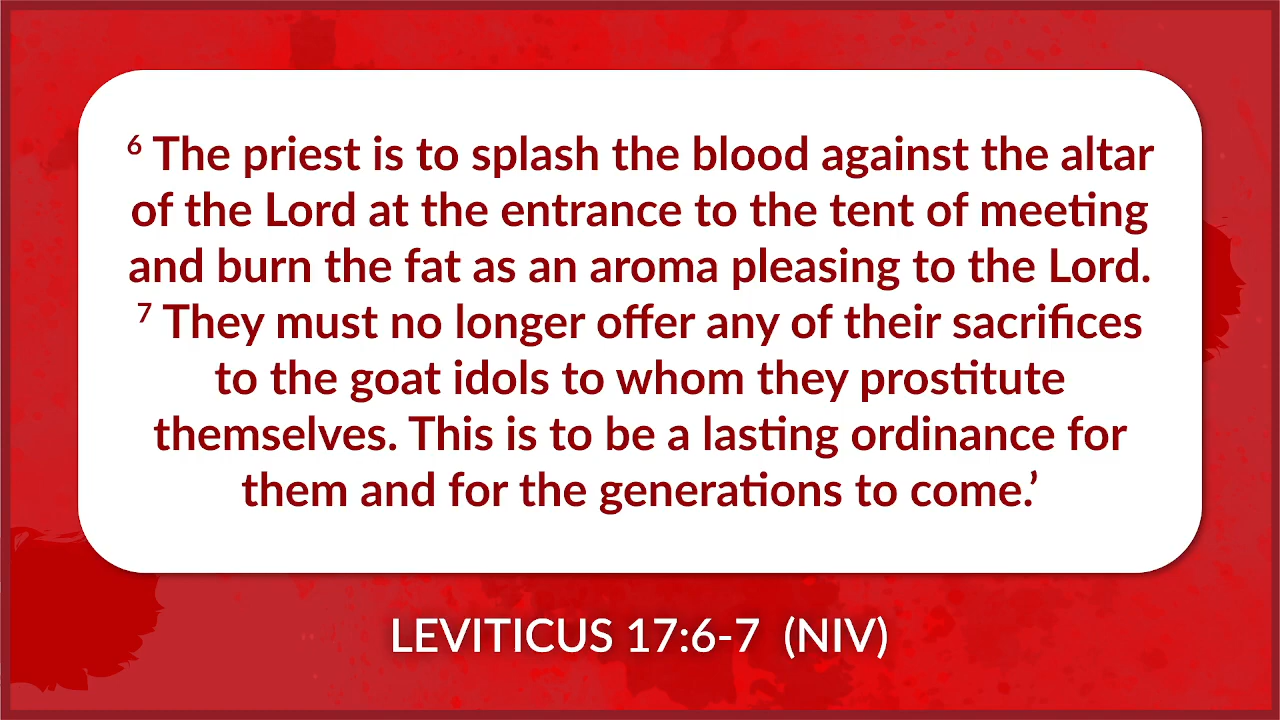 ⁶ The priest is to splash the blood against the altar
of the Lord at the entrance to the tent of meeting
and burn the fat as an aroma pleasing to the Lord.
⁷ They must no longer offer any of their sacrifices
to the goat idols to whom they prostitute
themselves. This is to be a lasting ordinance for
them and for the generations to come.’
LEVITICUS 17:6-7 (NIV)